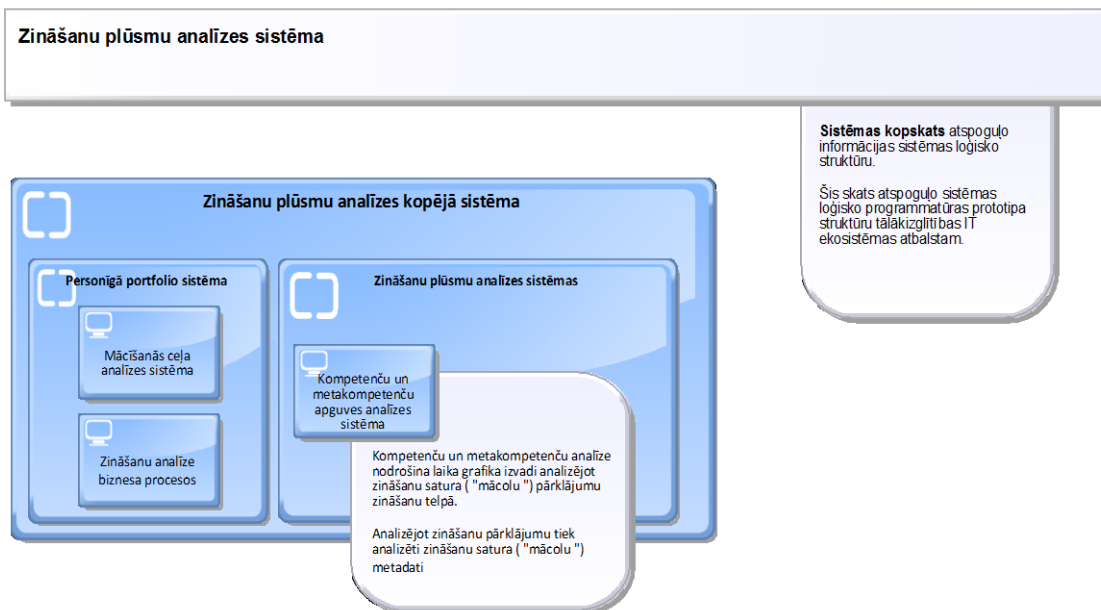 Zināšanu plūsmu analīzes sistēma
Sistēmas kopskats atspoguļo
informācijas sistēmas loģisko
struktūru.
Šis skats atspoguļo sistēmas
loģisko programmatūras prototipa
struktūru tālākizglītības IT
ekosistēmas atbalstam.
Zināšanu plūsmu analīzes kopējā sistēma
Personīgā portfolio sistēma
Mācīšanās ceļa
analīzes sistēma
Zināšanu analīze
biznesa procesos
Zināšanu plūsmu analīzes sistēmas
Kompetenču un
metakompetenču
apguves analīzes
sistēma
Kompetenču un metakompetenču analīze
nodrošina laika grafika izvadi analizējot
zināšanu satura ( "mācolu ") pārklājumu
zināšanu telpā.
Analizējot zināšanu pārklājumu tiek
analizēti zināšanu satura ( "mācolu ")
metadati